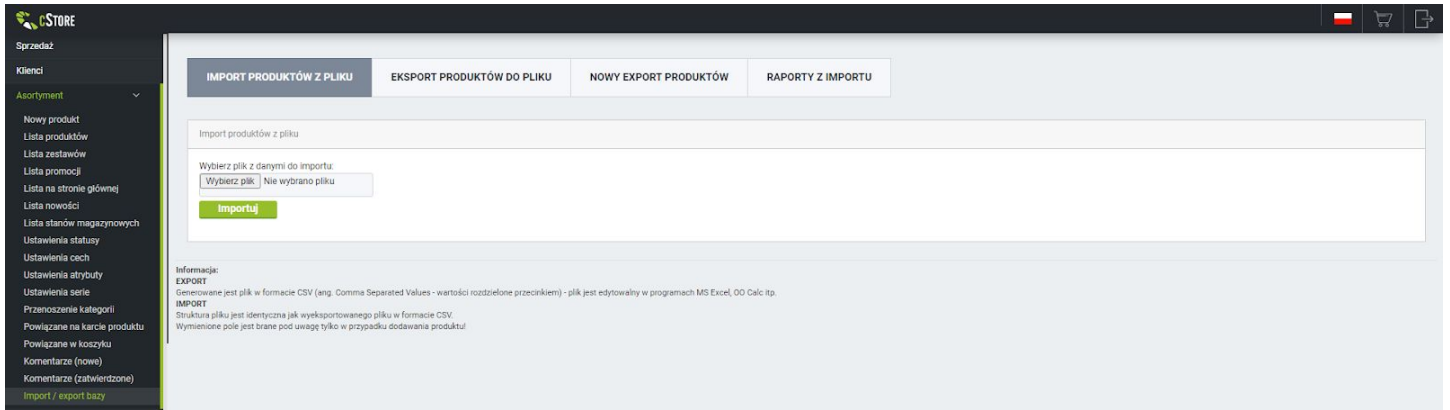 cSTORE
Sprzedaż
Klienci
Asortyment
Nowy produkt
Lista produktów
Lista zestawów
Lista promocji
Lista na stronie głównej
Lista nowości
Lista stanów magazynowych
Ustawienia statusy
Ustawienia cech
Ustawienia atrybuty
Ustawienia serie
Przenoszenie kategorii
Powiązane na karcie produktu
Powiązane w koszyku
Komentarze (nowe)
Komentarze (zatwierdzone)
Import / export bazy
IMPORT PRODUKTÓW Z PLIKU EKSPORT PRODUKTÓW DO PLIKU NOWY EXPORT PRODUKTÓW RAPORTY Z IMPORTU
Import produktów z pliku
Wybierz plik z danymi do importu:
Wybierz plik Nie wybrano pliku
Importuj
Informacja:
EXPORT
Generowane jest plik w formacie CSV (ang. Comma Separated Values - wartości rozdzielone przecinkiem) - plik jest edytowalny w programach MS Excel, OO Calc itp.
IMPORT
Struktura pliku jest identyczna jak wyeksportowanego pliku w formacie CSV.
Wymienione pole jest brane pod uwagę tylko w przypadku dodawania produktu!